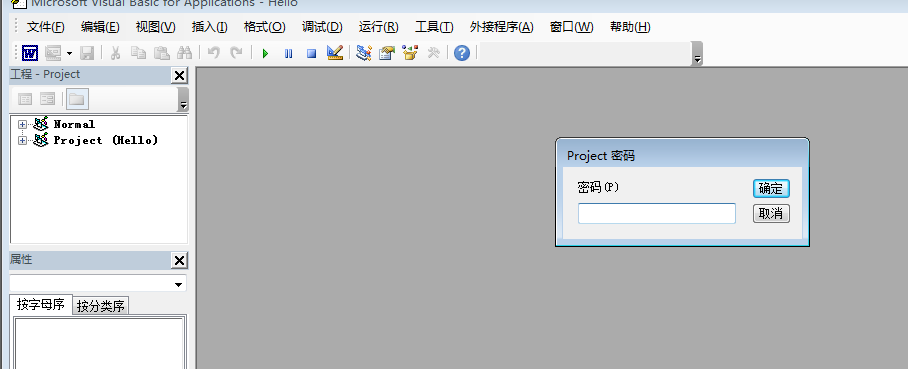 Microsoft Visual Basic for Applications - Hello
文件(F) 编辑(E) 视图(V) 插入(I) 格式(O) 调试(D) 运行(R) 工具(T) 外接程序(A) 窗口(W) 帮助(H)
工程 - Project
Normal
Project (Hello)
Project 密码
密码(P)
确定
取消
属性
按字母序 按分类序